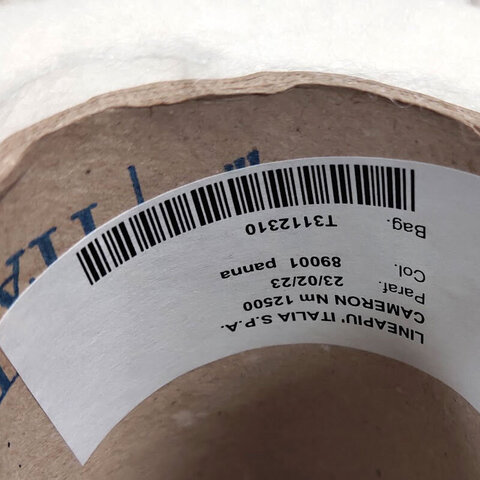 LINEAPIU' ITALIA S.P.A.
CAMERON Nm 12500
Paraf. 23/02/23
Col. 89001 panna
Bag. T3112310